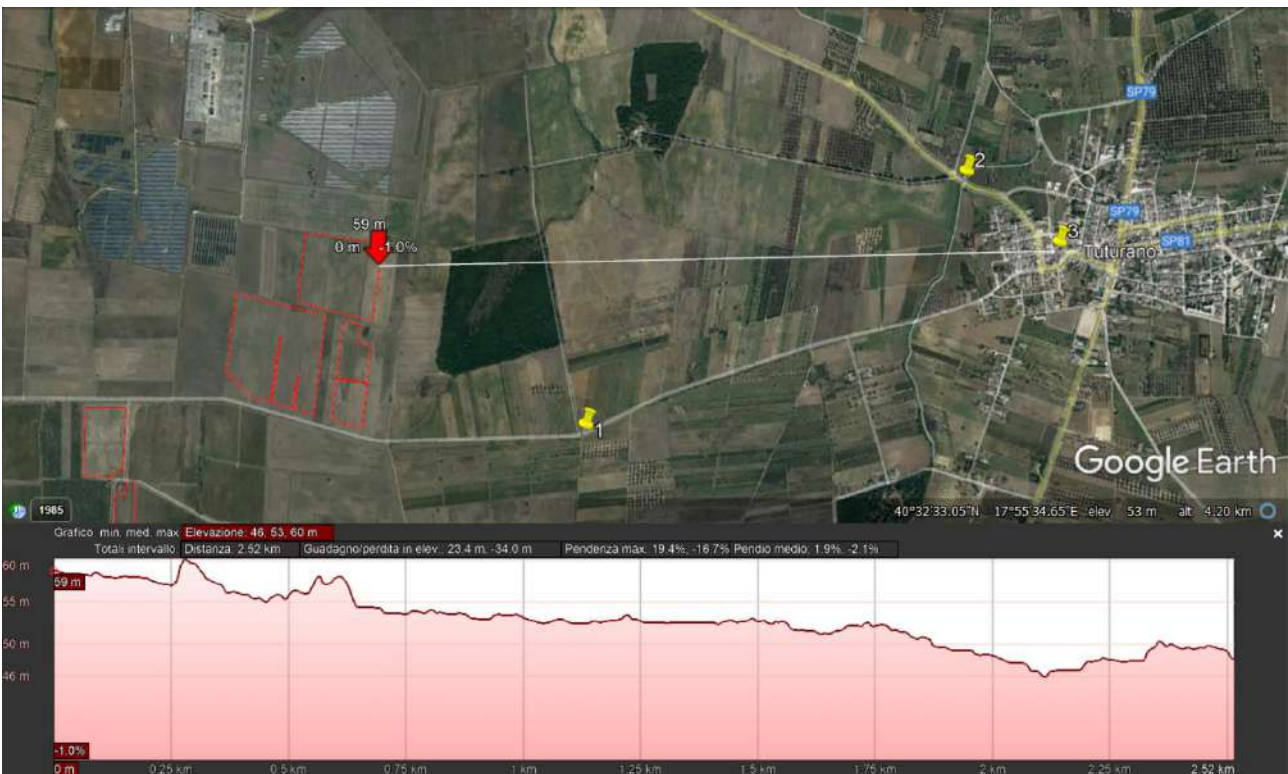 SP79
2
59 m
0 m -1.0%
SP79
3
SP81
Tuturano
1
Google Earth
1985
40°32'33.05"N 17°55'34.65"E elev 53 m alt 4.20 km
Grafico: min, med, max Elevazione: 46, 53, 60 m
Totali intervallo: Distanza: 2.52 km Guadagno/perdita in elev.: 23.4 m, -34.0 m Pendenza max: 19.4%, -16.7% Pendio medio: 1.9%, -2.1%
60 m
59 m
55 m
50 m
46 m
-1.0%
0 m 0.25 km 0.5 km 0.75 km 1 km 1.25 km 1.5 km 1.75 km 2 km 2.25 km 2.52 km